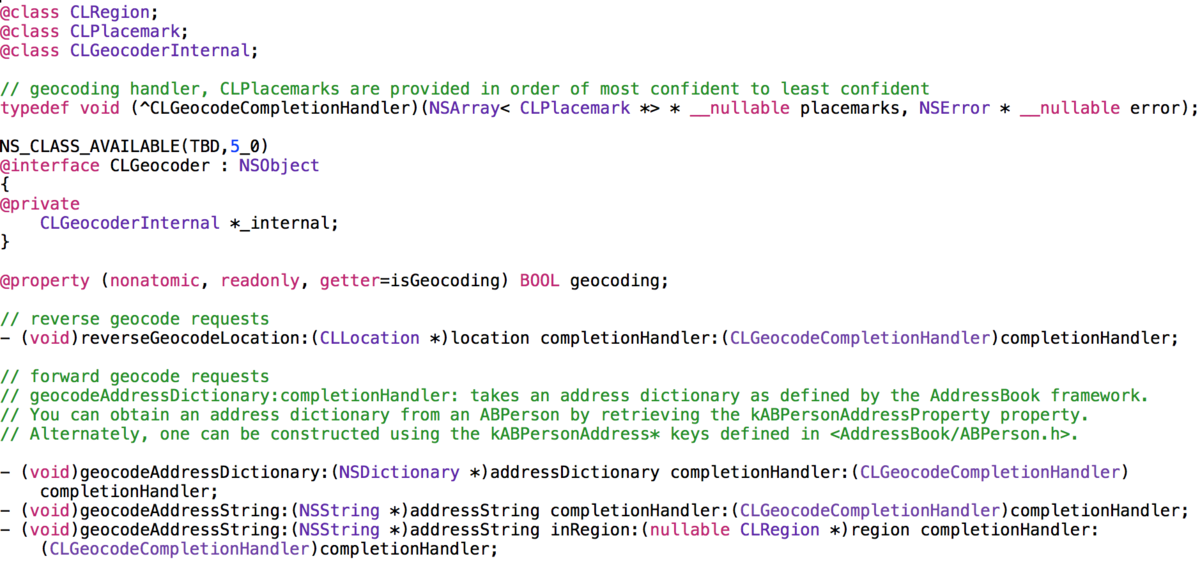 @class CLRegion;
@class CLPlacemark;
@class CLGeocoderInternal;
// geocoding handler, CLPlacemarks are provided in order of most confident to least confident
typedef void (^CLGeocodeCompletionHandler)(NSArray< CLPlacemark *> * __nullable placemarks, NSError * __nullable error);
NS_CLASS_AVAILABLE(TBD,5_0)
@interface CLGeocoder : NSObject
{
@private
    CLGeocoderInternal *_internal;
}
@property (nonatomic, readonly, getter=isGeocoding) BOOL geocoding;
// reverse geocode requests
- (void)reverseGeocodeLocation:(CLLocation *)location completionHandler:(CLGeocodeCompletionHandler)completionHandler;
// forward geocode requests
// geocodeAddressDictionary:completionHandler: takes an address dictionary as defined by the AddressBook framework.
// You can obtain an address dictionary from an ABPerson by retrieving the kABPersonAddressProperty property.
// Alternately, one can be constructed using the kABPersonAddress* keys defined in <AddressBook/ABPerson.h>.
- (void)geocodeAddressDictionary:(NSDictionary *)addressDictionary completionHandler:(CLGeocodeCompletionHandler)
    completionHandler;
- (void)geocodeAddressString:(NSString *)addressString completionHandler:(CLGeocodeCompletionHandler)completionHandler;
- (void)geocodeAddressString:(NSString *)addressString inRegion:(nullable CLRegion *)region completionHandler:
    (CLGeocodeCompletionHandler)completionHandler;